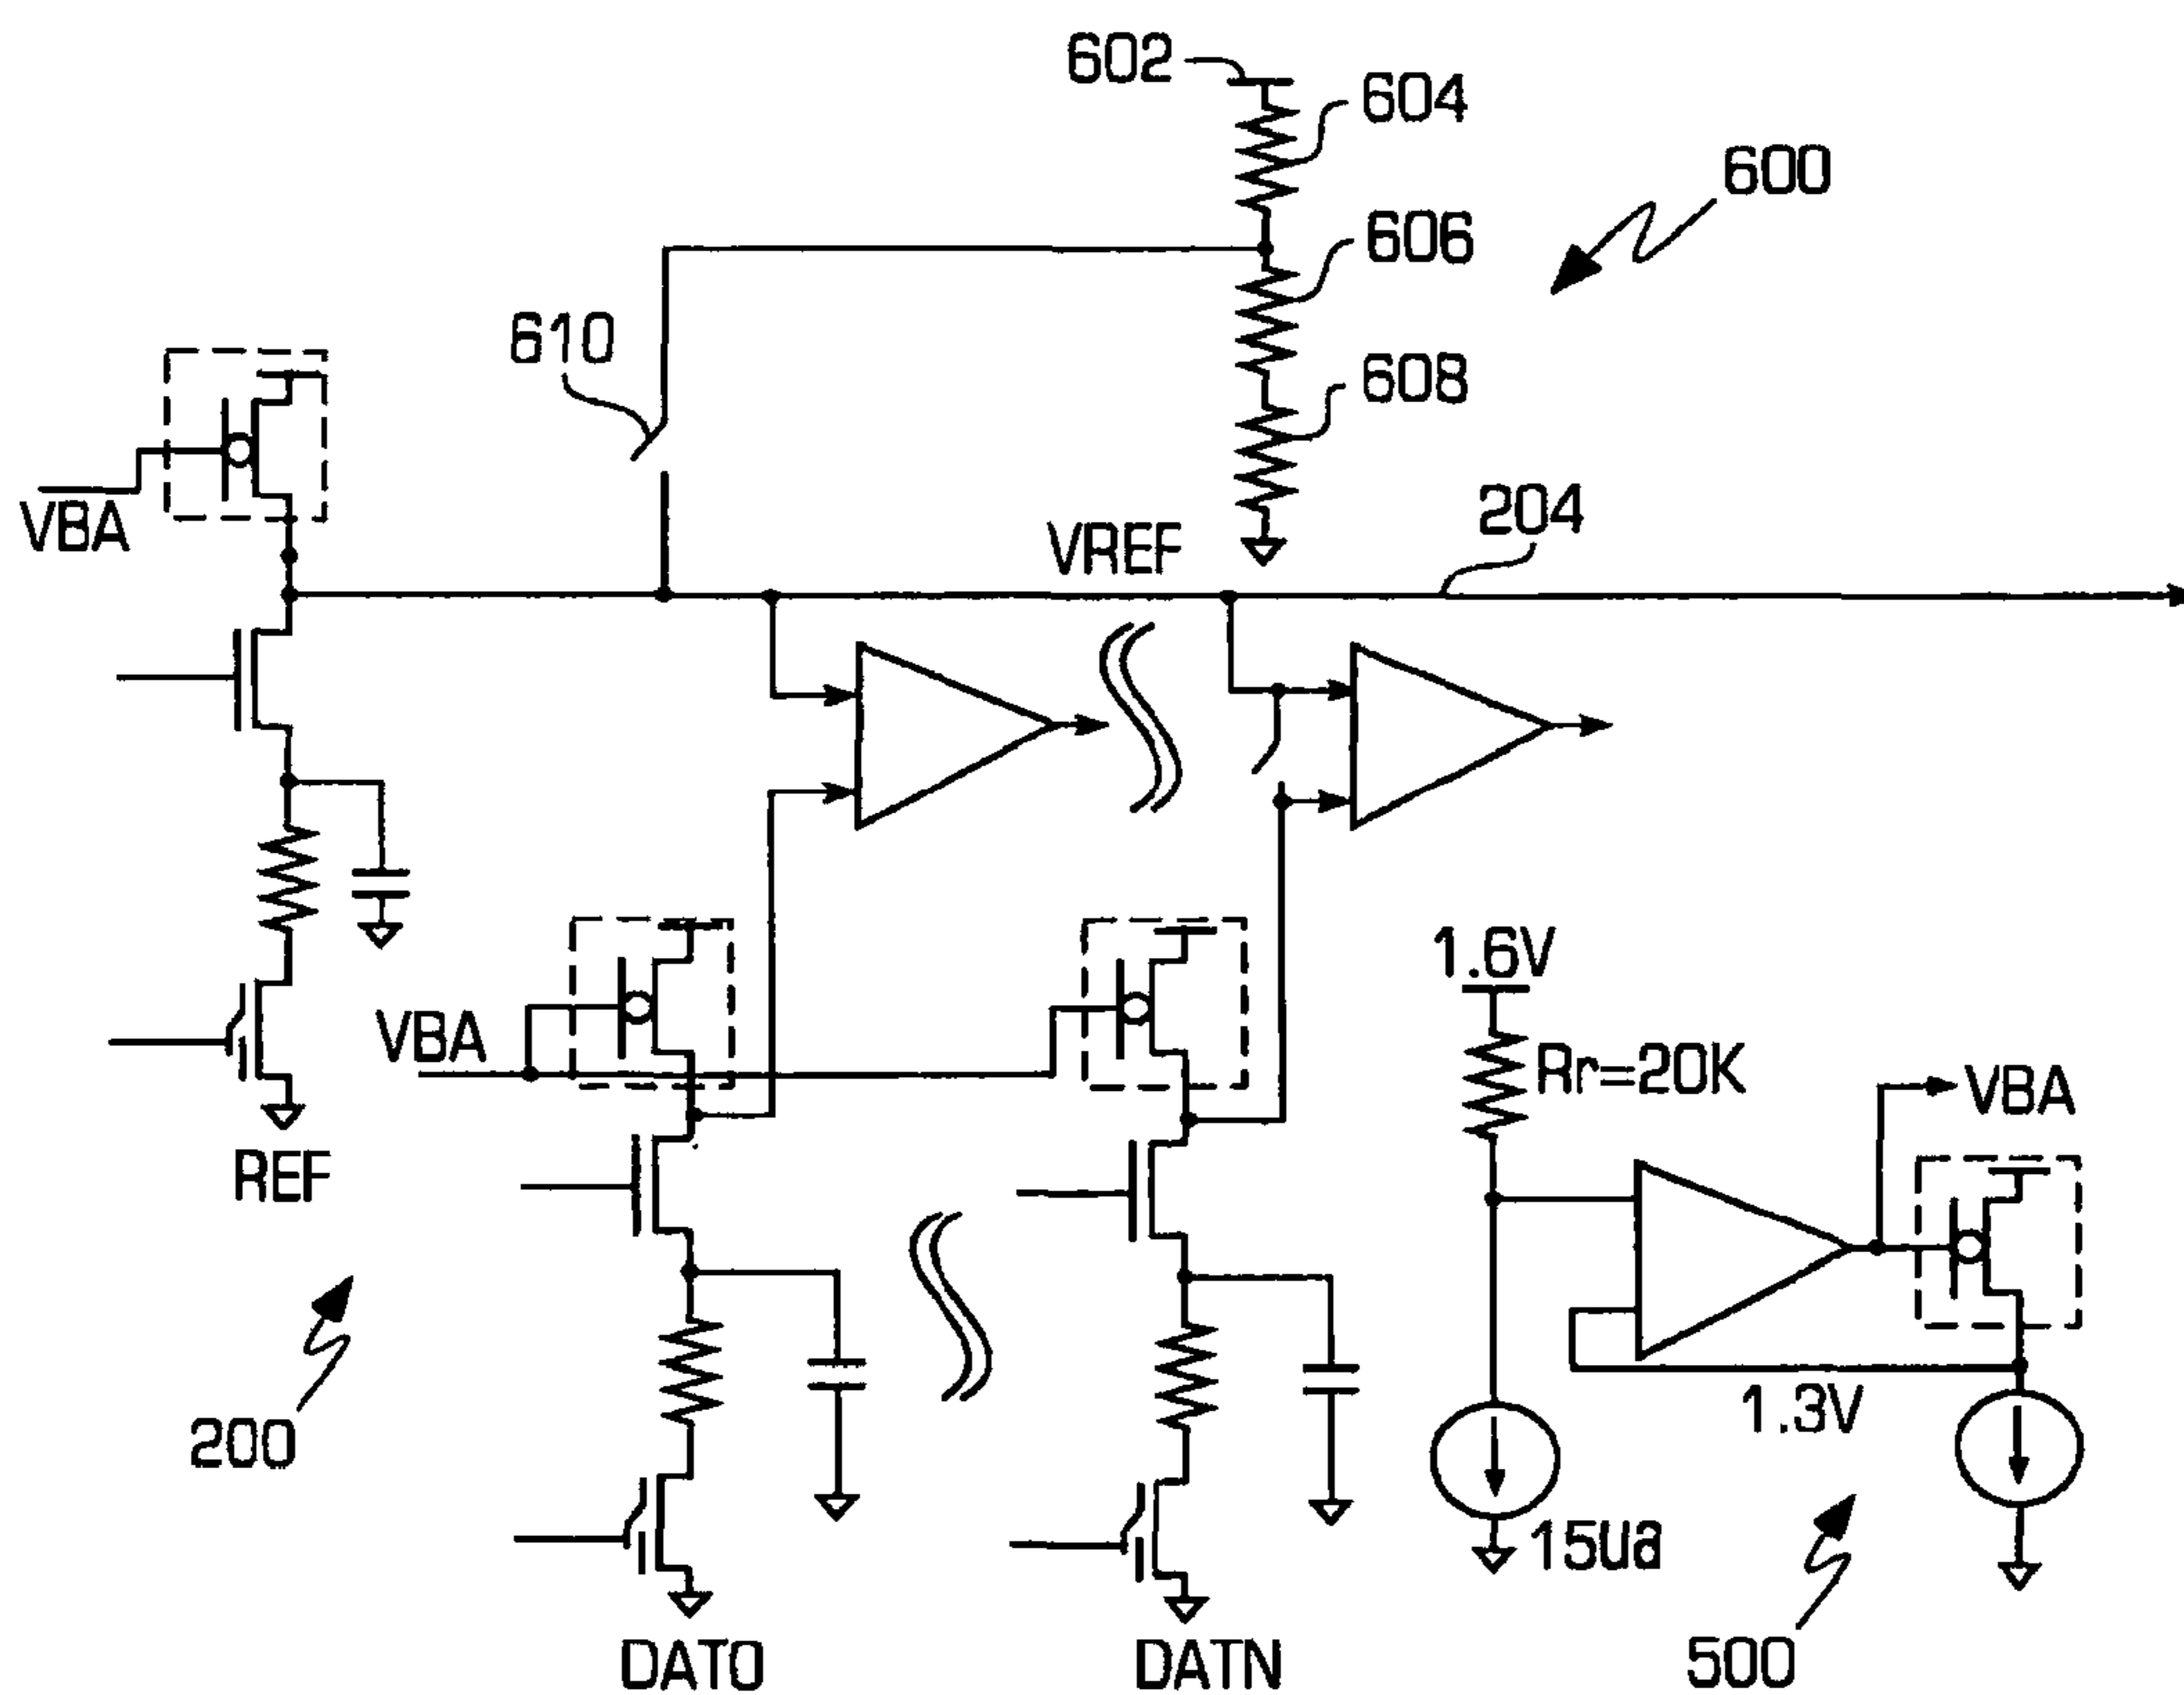 602
604
600
606
610
608
VBA
204
VREF
1.6V
VBA
Rr=20K
VBA
REF
1.3V
200
15Ua
DAT0
DATN
500